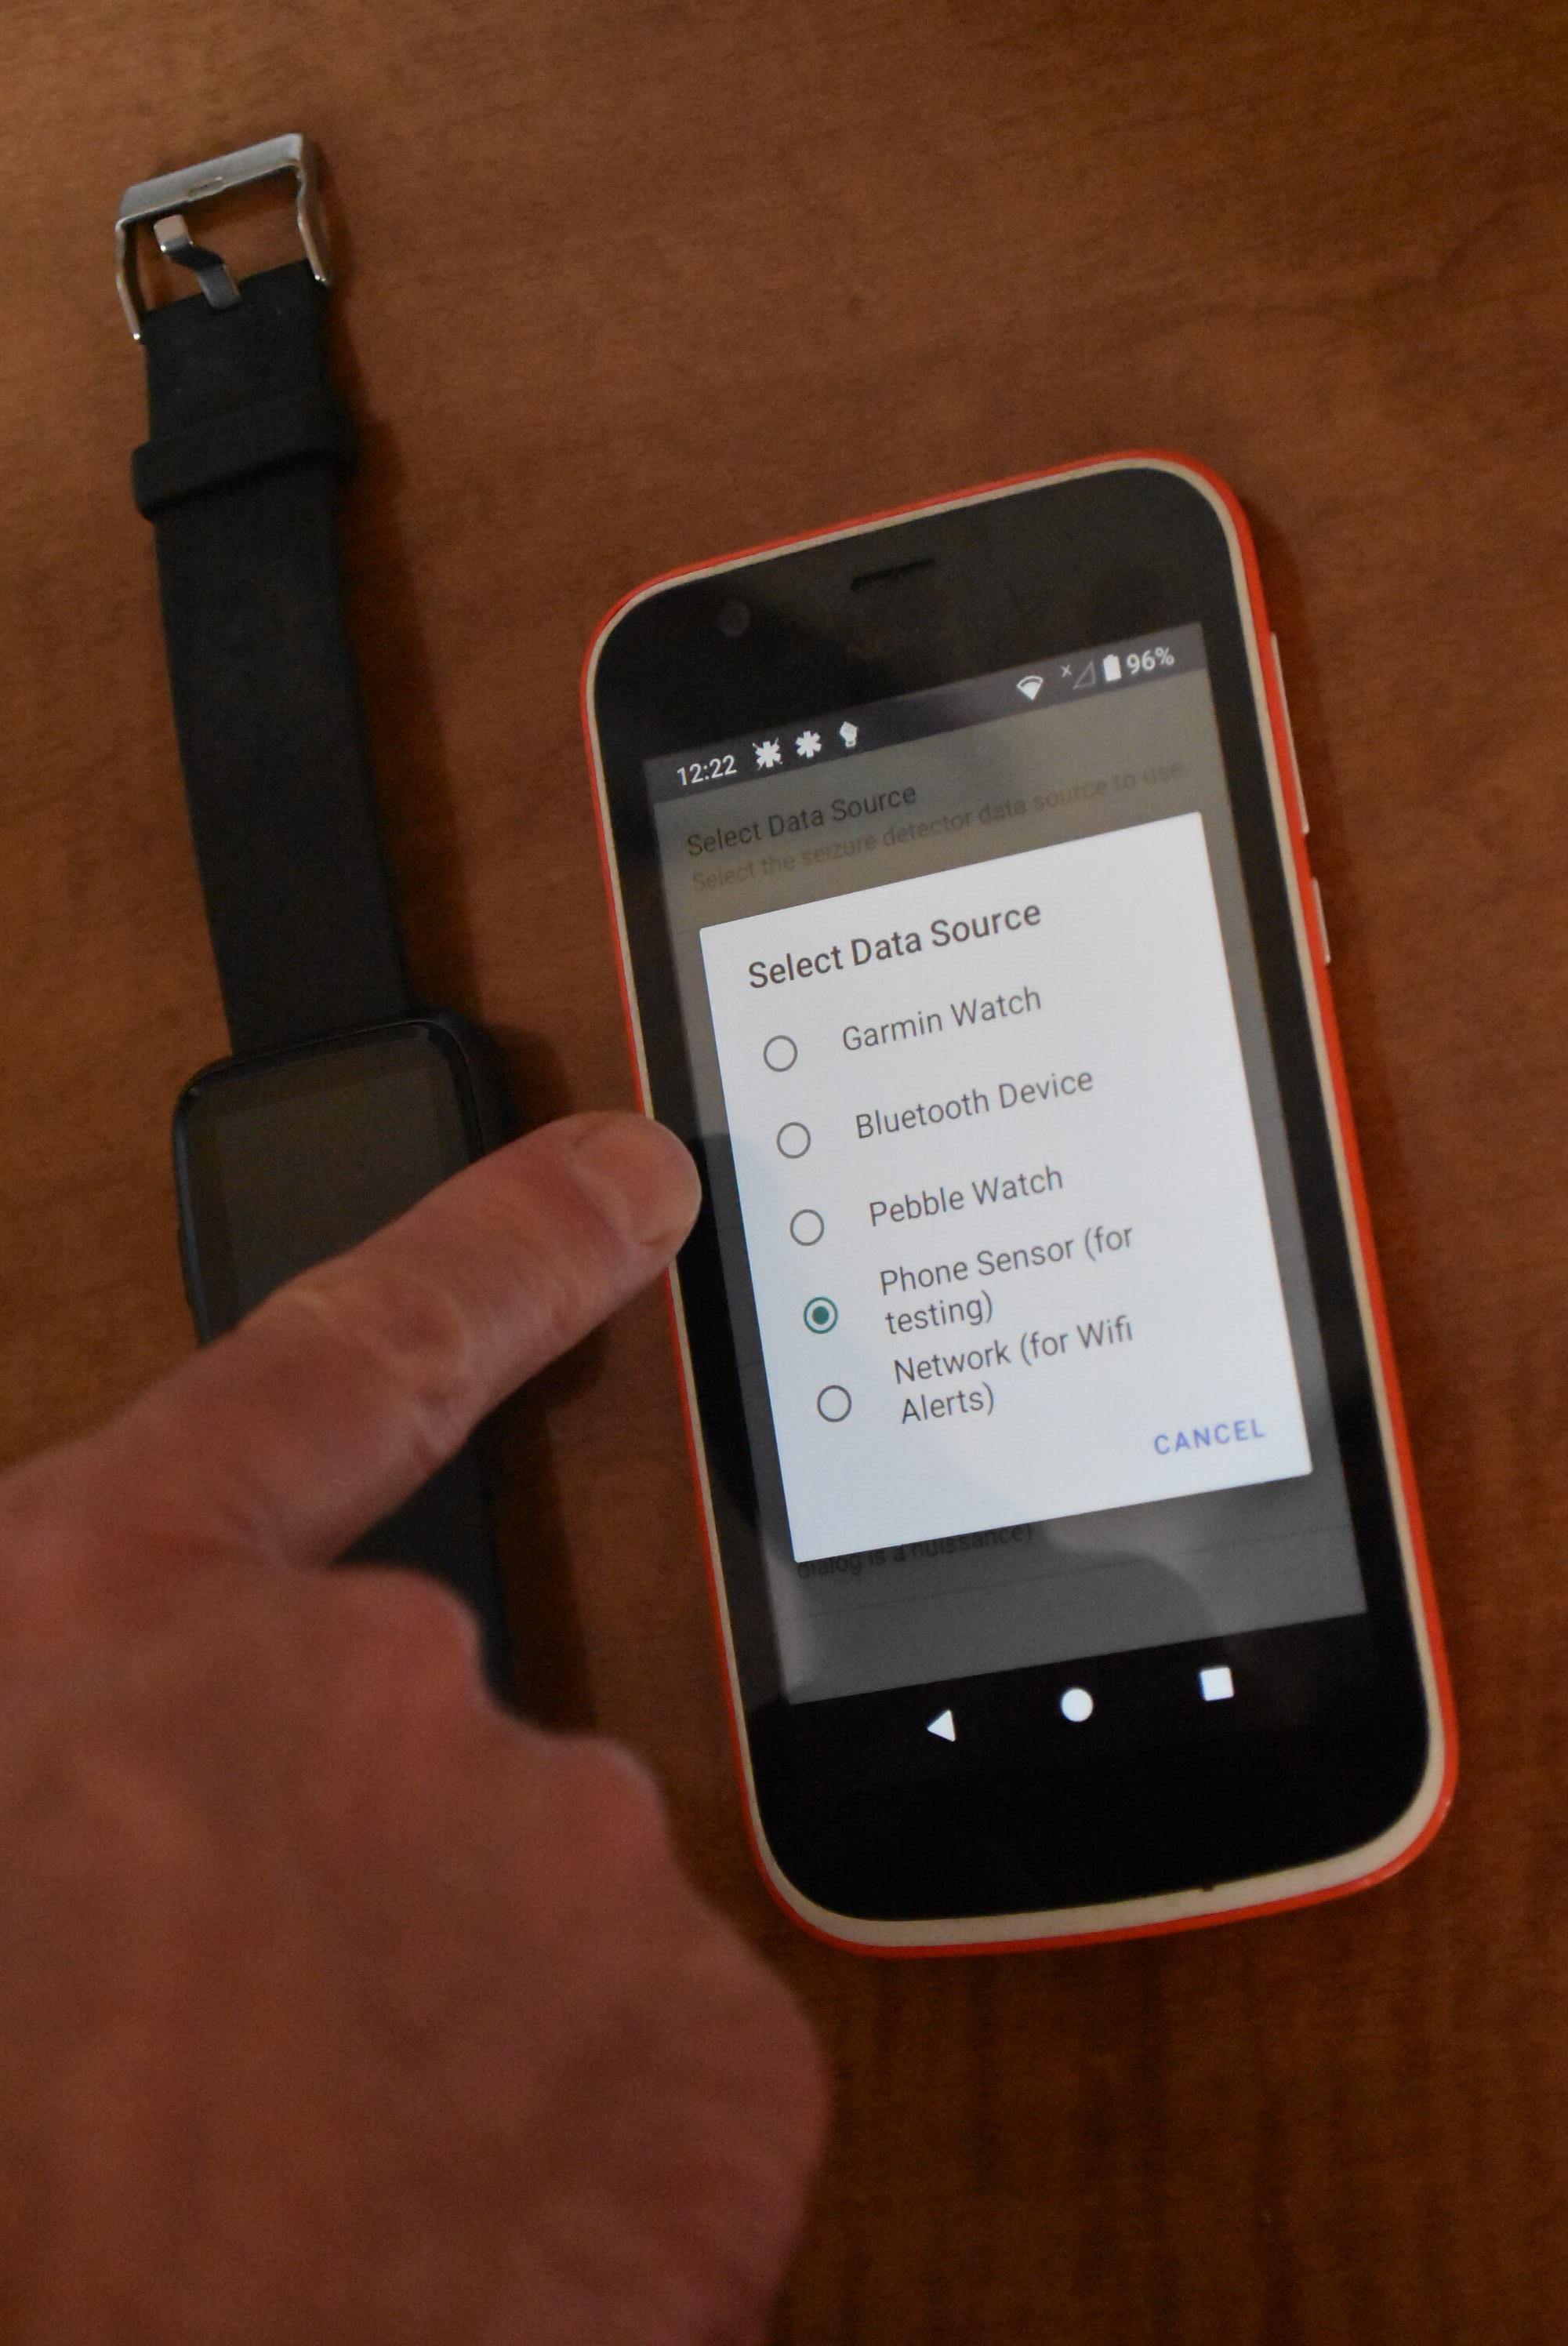 12:22 96%
Select Data Source
Select the seizure detector data source to use.
Select Data Source
Garmin Watch
Bluetooth Device
Pebble Watch
Phone Sensor (for
testing)
Network (for Wifi
Alerts)
CANCEL
dialog is a nuissance)